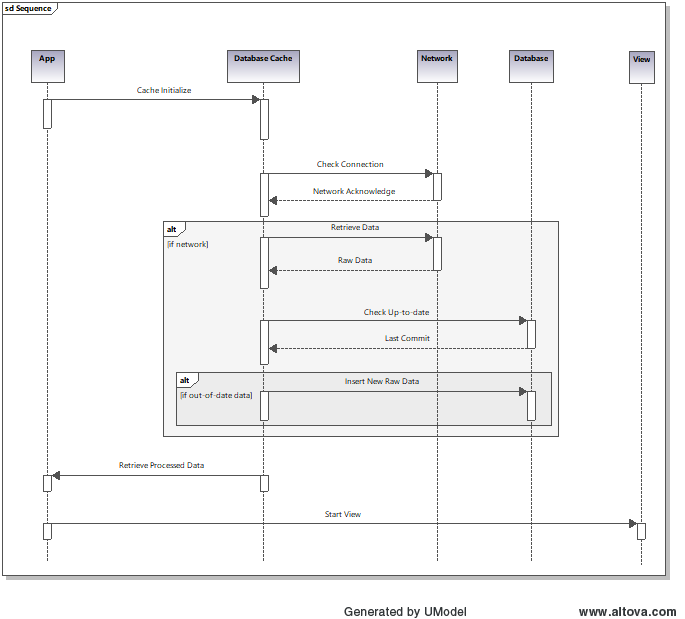 sd Sequence
App
Database Cache
Network
Database
View
Cache Initialize
Check Connection
Network Acknowledge
alt
Retrieve Data
[if network]
Raw Data
Check Up-to-date
Last Commit
alt
Insert New Raw Data
[if out-of-date data]
Retrieve Processed Data
Start View
Generated by UModel
www.altova.com